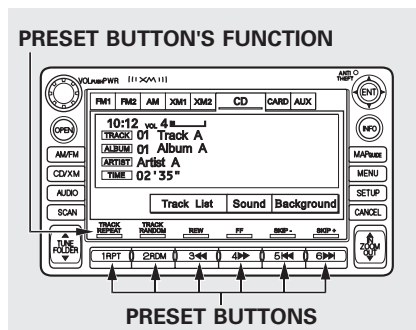 PRESET BUTTON'S FUNCTION
VOL PUSH PWR XM ANTI THEFT
FM1 FM2 AM XM1 XM2 CD CARD AUX
ENT
OPEN
10:12 VOL 4
TRACK 01 Track A
ALBUM 01 Album A
ARTIST Artist A
TIME 02'35"
INFO
AM/FM
MAP GUIDE
CD/XM
MENU
AUDIO
Track List Sound Background
SETUP
SCAN
CANCEL
TRACK REPEAT TRACK RANDOM REW FF SKIP - SKIP +
TUNE FOLDER
IN ZOOM OUT
1RPT 2RDM 3◀◀ 4▶▶ 5|◀◀ 6▶▶|
PRESET BUTTONS